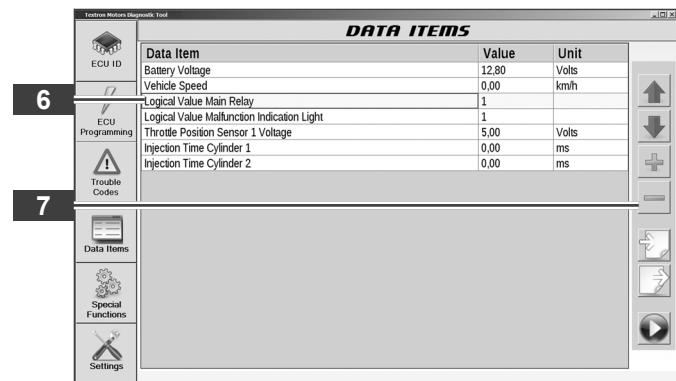 Textron Motors Diagnostic Tool
DATA ITEMS
ECU ID
ECU
Programming
Trouble
Codes
Data Items
Special
Functions
Settings
Data Item Value Unit
Battery Voltage 12,80 Volts
Vehicle Speed 0,00 km/h
Logical Value Main Relay 1
Logical Value Malfunction Indication Light 1
Throttle Position Sensor 1 Voltage 5,00 Volts
Injection Time Cylinder 1 0,00 ms
Injection Time Cylinder 2 0,00 ms
6
7